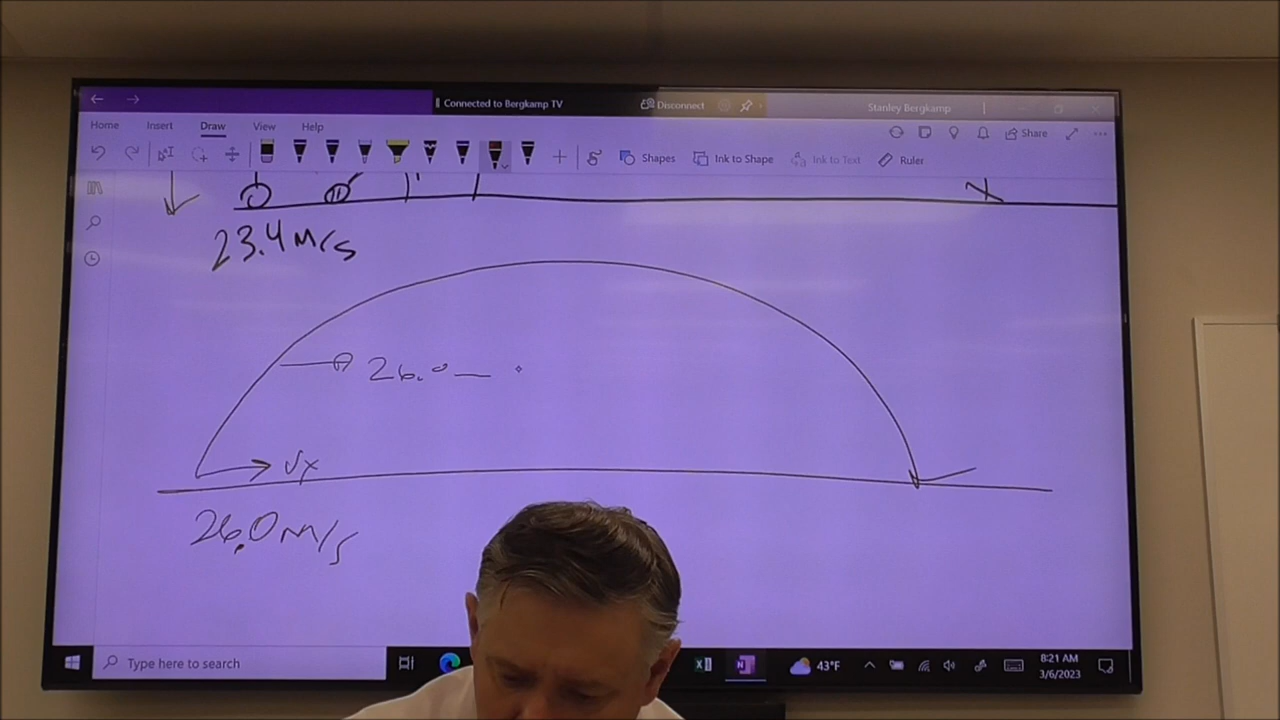 Connected to Bergkamp TV
Disconnect
Stanley Bergkamp
Home Insert Draw View Help
Share
Shapes Ink to Shape Ink to Text Ruler
23.4 m/s
26.0
Vx
26.0 m/s
Type here to search
43°F
8:21 AM
3/6/2023